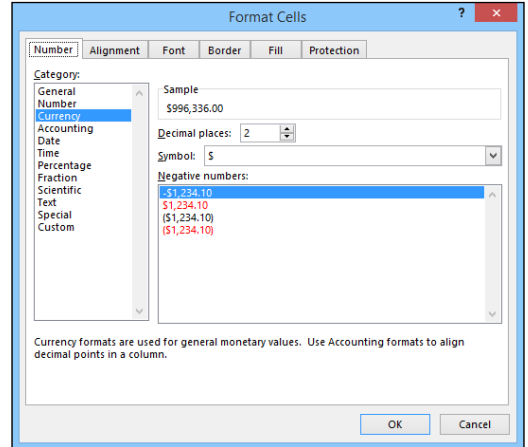 Format Cells
?
Number Alignment Font Border Fill Protection
Category:
General
Number
Currency
Accounting
Date
Time
Percentage
Fraction
Scientific
Text
Special
Custom
Sample
$996,336.00
Decimal places: 2
Symbol: $
Negative numbers:
-$1,234.10
$1,234.10
($1,234.10)
($1,234.10)
Currency formats are used for general monetary values. Use Accounting formats to align
decimal points in a column.
OK Cancel